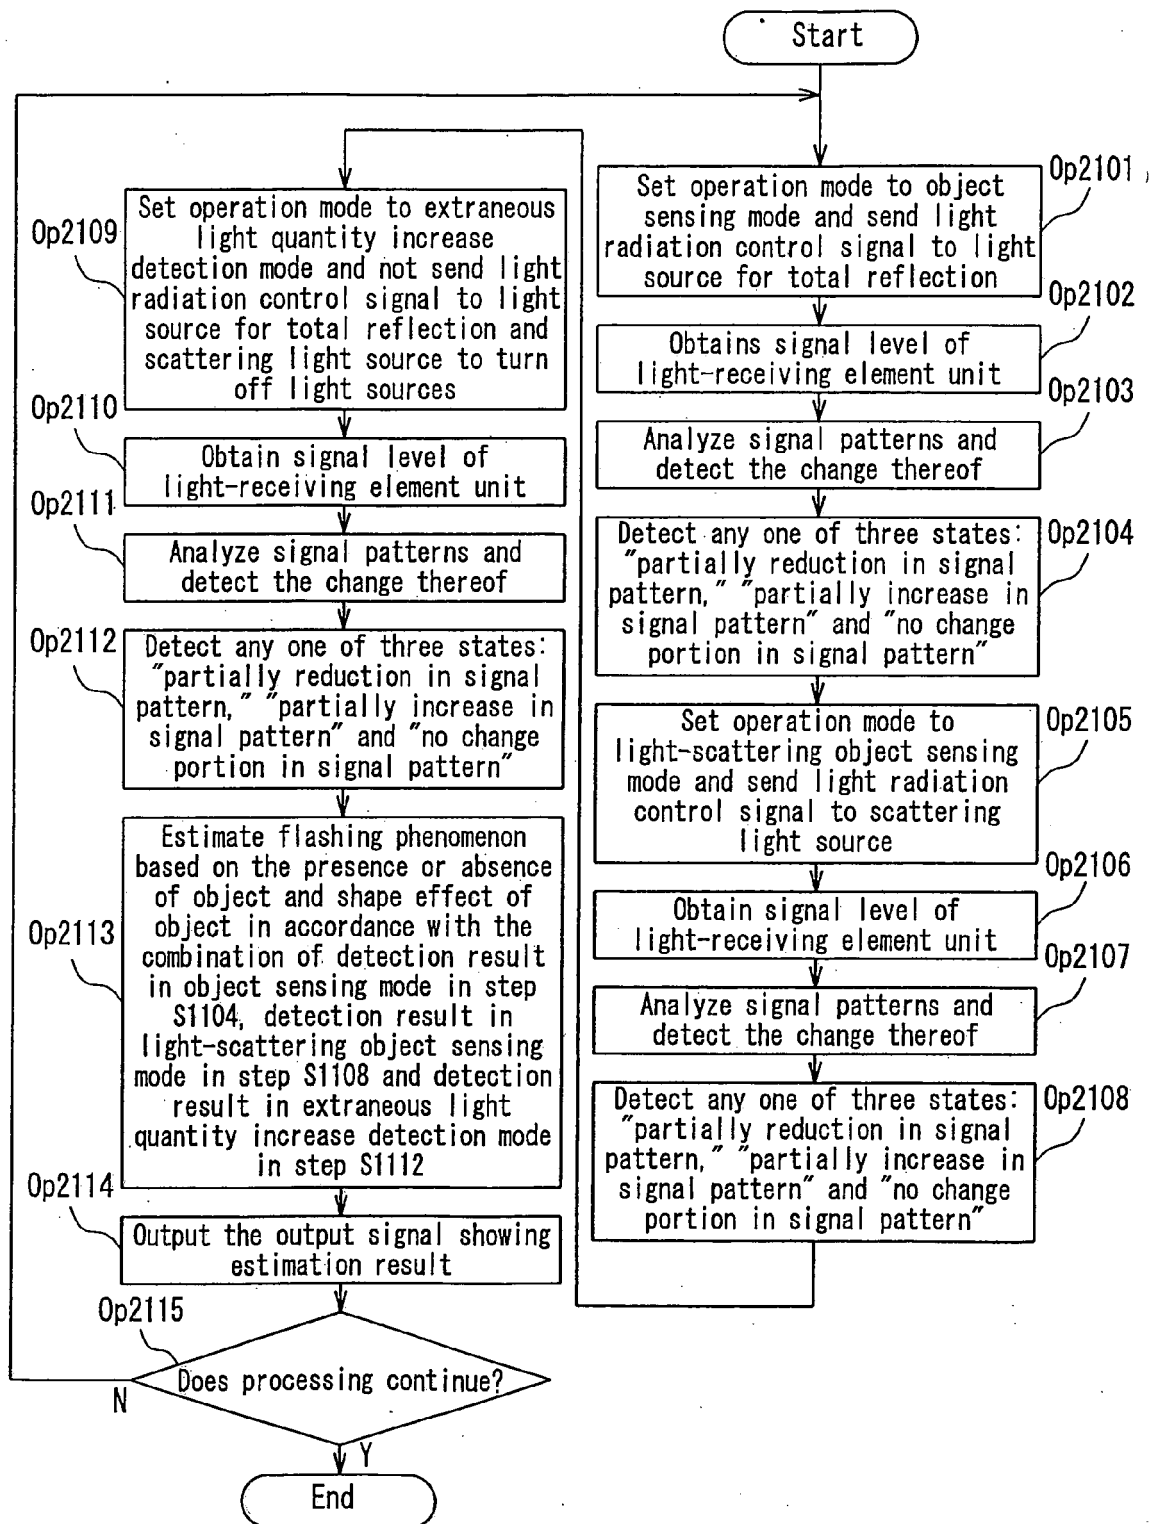 Start
Op2101
Set operation mode to object
sensing mode and send light
radiation control signal to light
source for total reflection
Op2102
Obtains signal level of
light-receiving element unit
Op2103
Analyze signal patterns and
detect the change thereof
Op2104
Detect any one of three states:
"partially reduction in signal
pattern," "partially increase in
signal pattern" and "no change
portion in signal pattern"
Op2105
Set operation mode to
light-scattering object sensing
mode and send light radiation
control signal to scattering
light source
Op2106
Obtain signal level of
light-receiving element unit
Op2107
Analyze signal patterns and
detect the change thereof
Op2108
Detect any one of three states:
"partially reduction in signal
pattern," "partially increase in
signal pattern" and "no change
portion in signal pattern"
Op2109
Set operation mode to extraneous
light quantity increase
detection mode and not send light
radiation control signal to light
source for total reflection and
scattering light source to turn
off light sources
Op2110
Obtain signal level of
light-receiving element unit
Op2111
Analyze signal patterns and
detect the change thereof
Op2112
Detect any one of three states:
"partially reduction in signal
pattern," "partially increase in
signal pattern" and "no change
portion in signal pattern"
Op2113
Estimate flashing phenomenon
based on the presence or absence
of object and shape effect of
object in accordance with the
combination of detection result
in object sensing mode in step
S1104, detection result in
light-scattering object sensing
mode in step S1108 and detection
result in extraneous light
quantity increase detection mode
in step S1112
Op2114
Output the output signal showing
estimation result
Op2115
Does processing continue?
N
Y
End